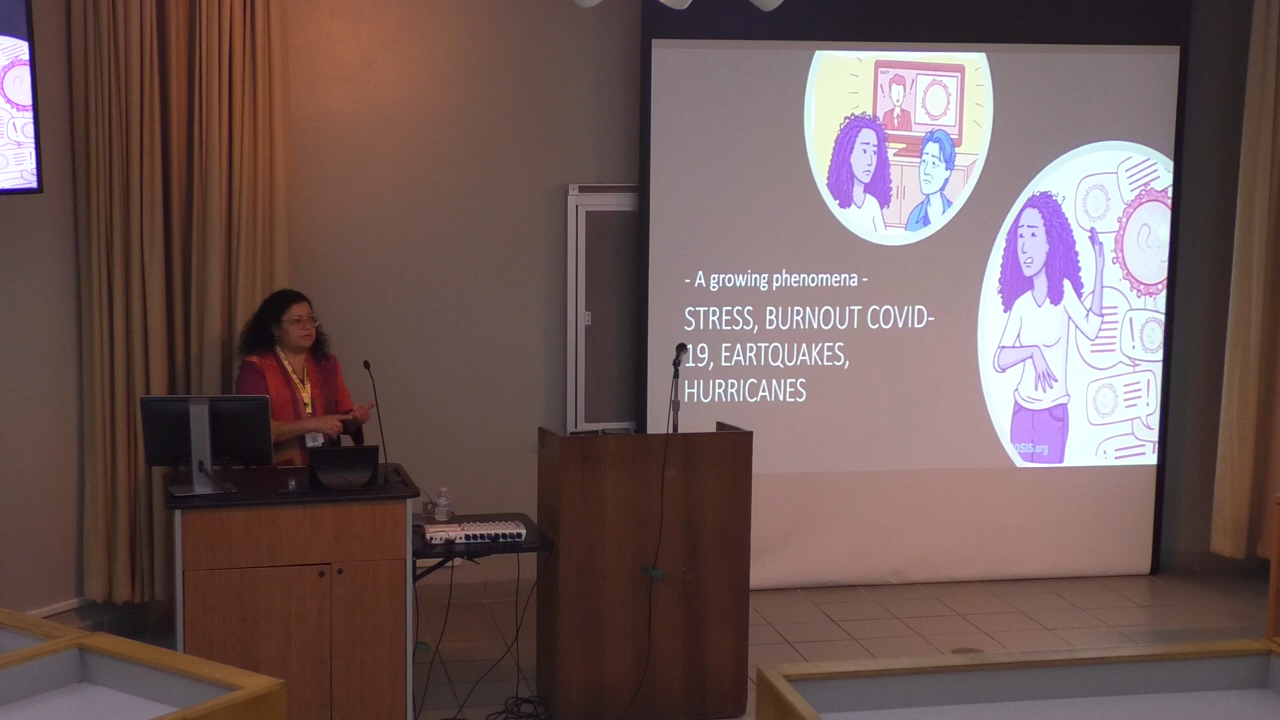 - A growing phenomena -
STRESS, BURNOUT COVID-
19, EARTQUAKES,
HURRICANES
OSIS.org